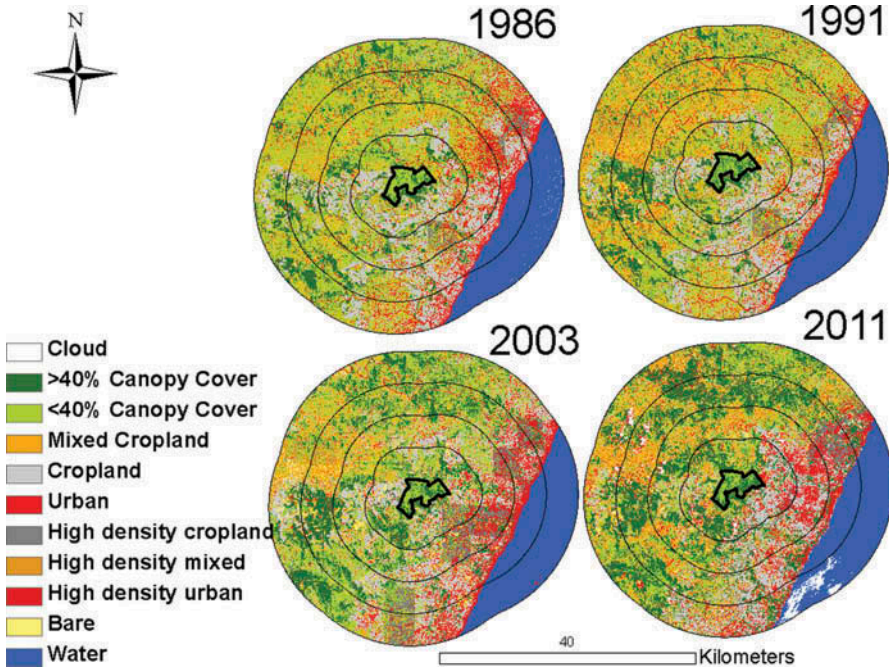 N
1986
1991
2003
2011
Cloud
>40% Canopy Cover
<40% Canopy Cover
Mixed Cropland
Cropland
Urban
High density cropland
High density mixed
High density urban
Bare
Water
40
Kilometers